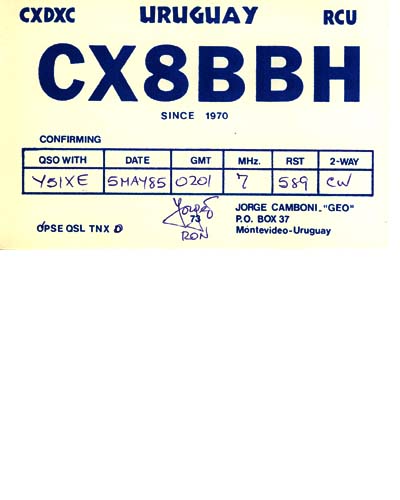 CXDXC URUGUAY RCU
CX8BBH
SINCE 1970
CONFIRMING
QSO WITH DATE GMT MHz. RST 2-WAY
Y51XE 5MAY85 0201 7 589 CW
Jorge
73
RON
PSE QSL TNX
JORGE CAMBONI - "GEO"
P.O. BOX 37
Montevideo-Uruguay